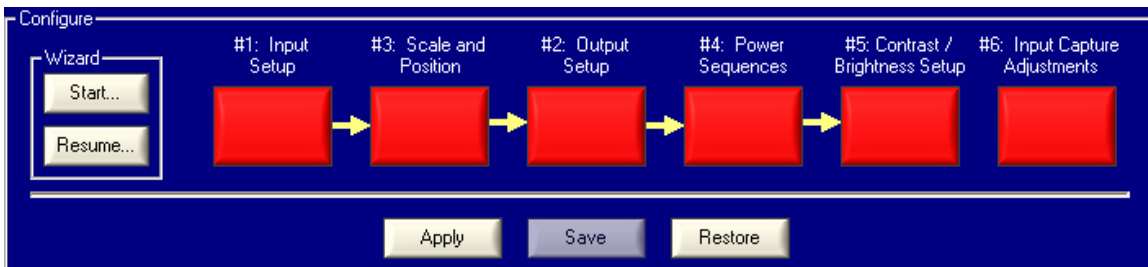 Configure
Wizard
Start...
Resume...
#1: Input
Setup
#3: Scale and
Position
#2: Output
Setup
#4: Power
Sequences
#5: Contrast /
Brightness Setup
#6: Input Capture
Adjustments
Apply
Save
Restore